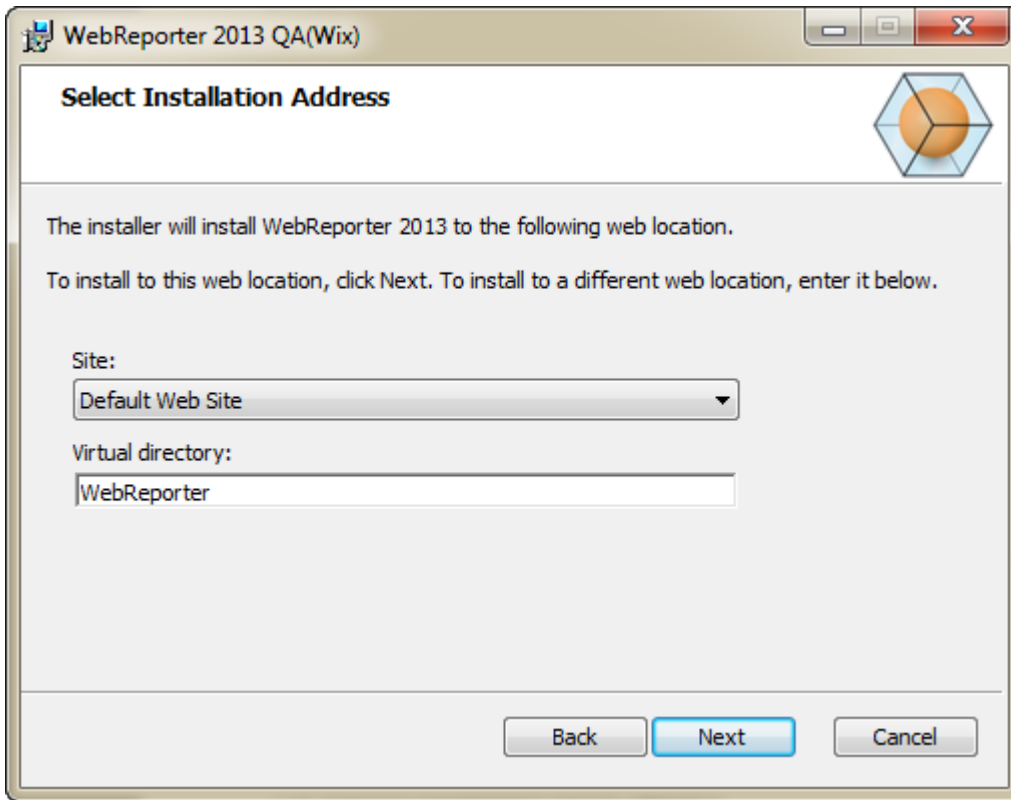 WebReporter 2013 QA(Wix)
Select Installation Address
The installer will install WebReporter 2013 to the following web location.
To install to this web location, click Next. To install to a different web location, enter it below.
Site:
Default Web Site
Virtual directory:
WebReporter
Back Next Cancel